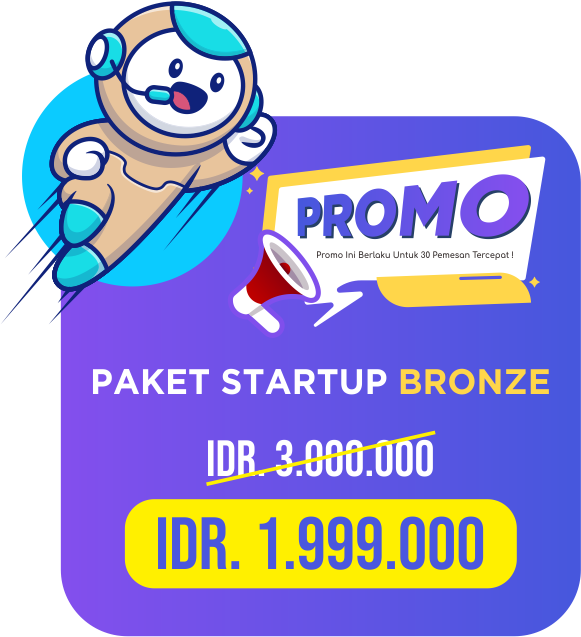 PROMO
Promo Ini Berlaku Untuk 30 Pemesan Tercepat !
PAKET STARTUP BRONZE
IDR. 3.000.000
IDR. 1.999.000